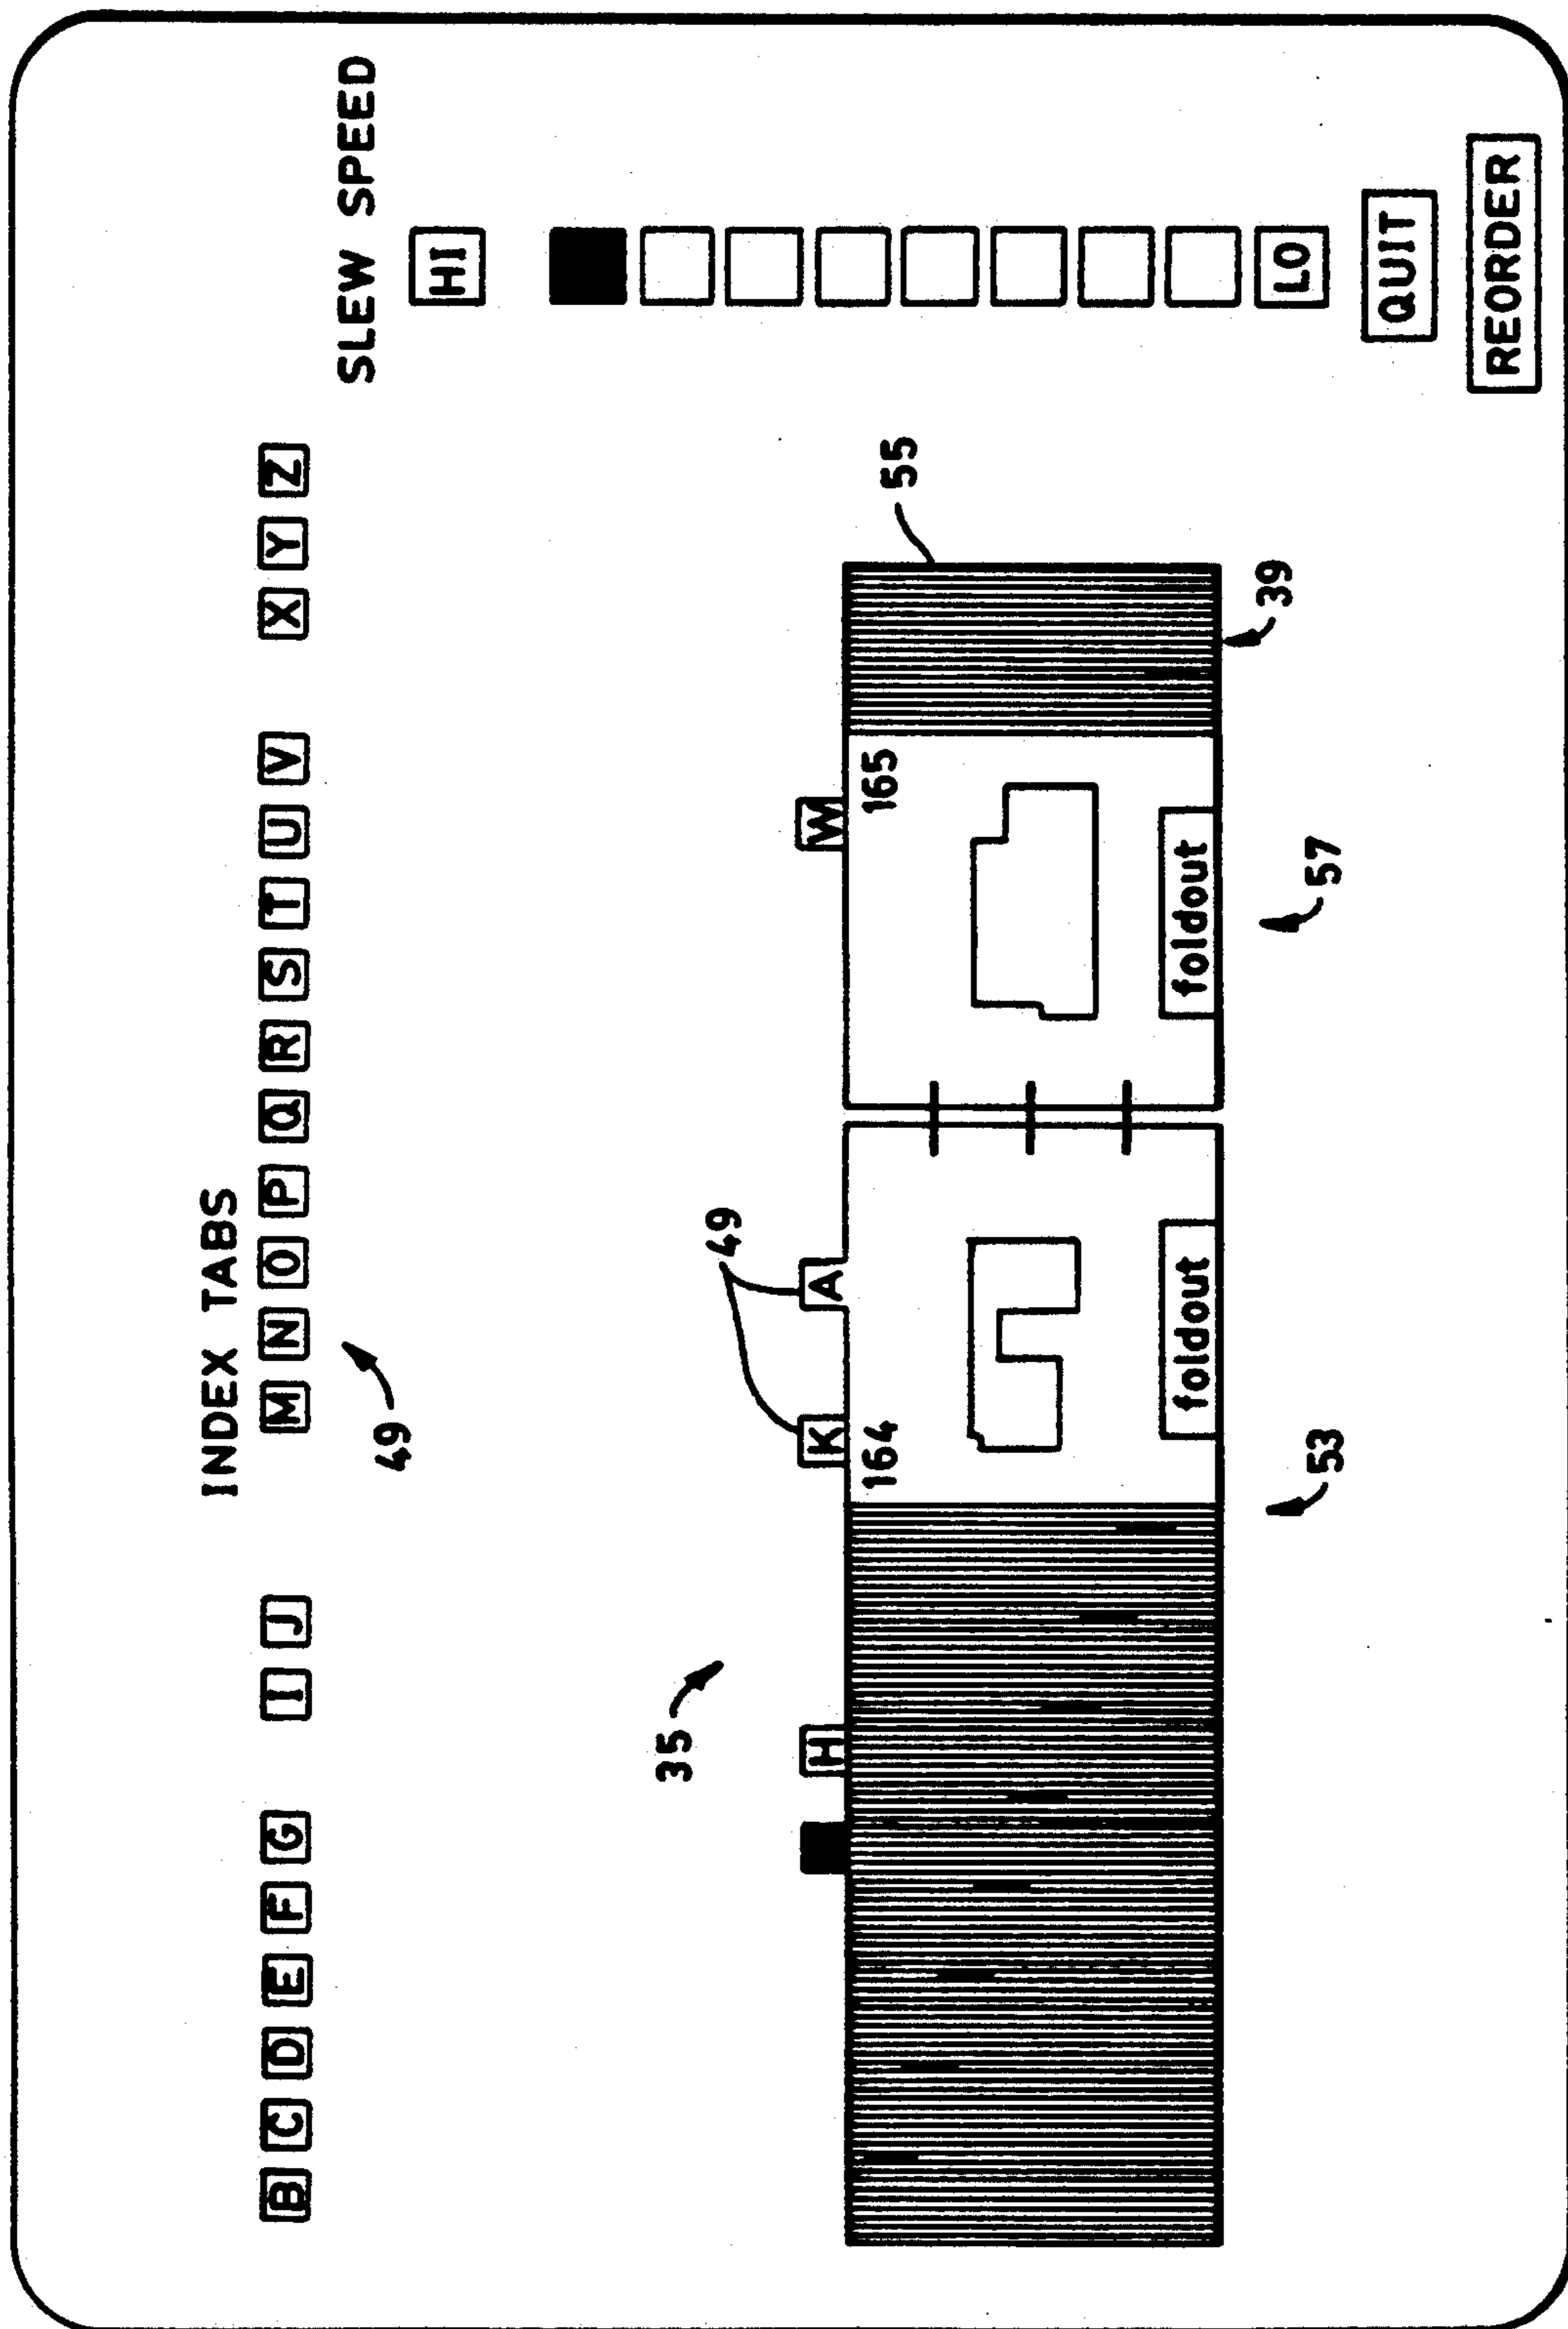 INDEX TABS
B C D E F G I J M N O P Q R S T U V X Y Z
49
SLEW SPEED
HI
35
49
H K A W
55
164
165
foldout
foldout
53
57
39
LO
QUIT
REORDER